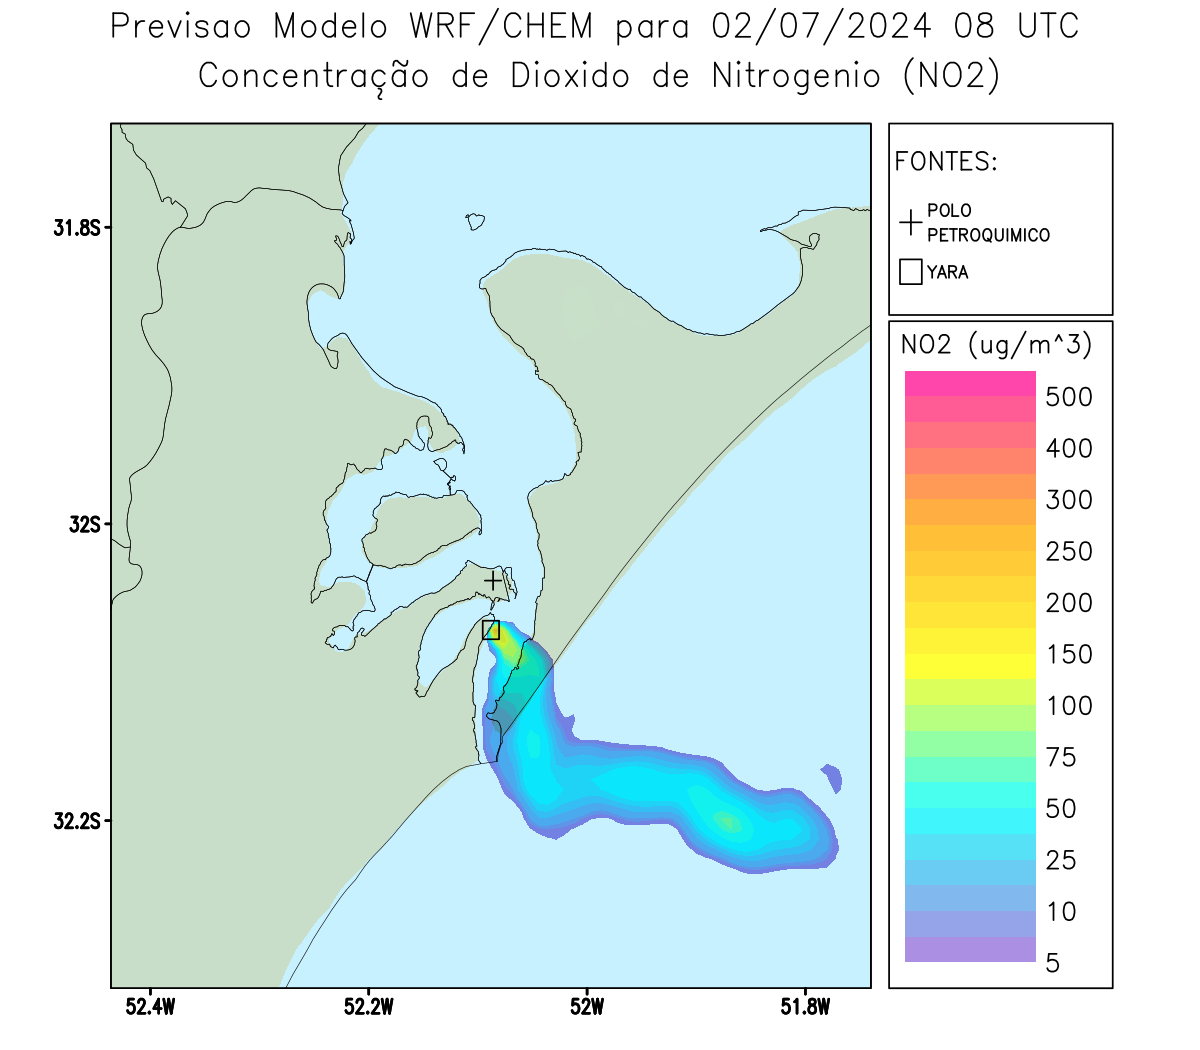 Previsao Modelo WRF/CHEM para 02/07/2024 08 UTC
Concentração de Dioxido de Nitrogenio (NO2)
FONTES:
POLO
PETROQUIMICO
YARA
31.8S
32S
32.2S
52.4W
52.2W
52W
51.8W
NO2 (ug/m^3)
500
400
300
250
200
150
100
75
50
25
10
5